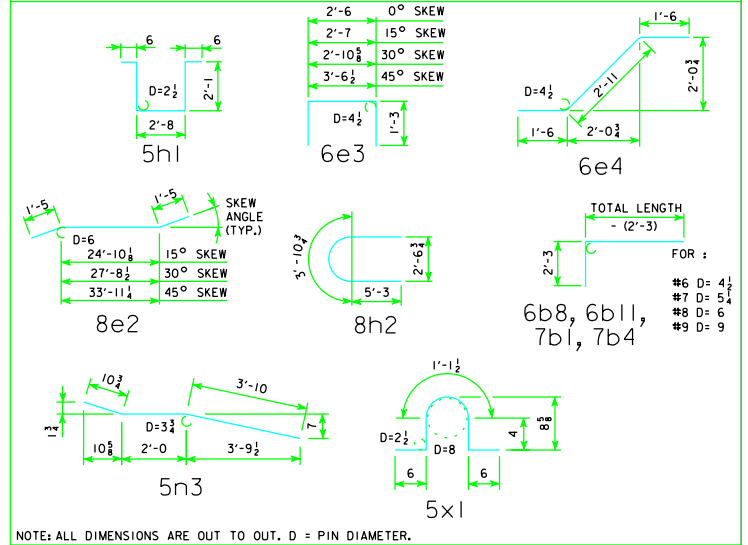 6 6
D=2½
2'-1
2'-8
5h1
2'-6 0° SKEW
2'-7 15° SKEW
2'-10⅝ 30° SKEW
3'-6½ 45° SKEW
D=4½
1'-3
6e3
1'-6
D=4½
2'-11
2'-0¾
1'-6 2'-0¾
6e4
1'-5 1'-5
SKEW
ANGLE
(TYP.)
D=6
24'-10⅛ 15° SKEW
27'-8½ 30° SKEW
33'-11¼ 45° SKEW
8e2
3'-10¾
2'-6¾
5'-3
8h2
TOTAL LENGTH
- (2'-3)
2'-3
FOR :
#6 D= 4½
#7 D= 5¼
#8 D= 6
#9 D= 9
6b8, 6b11,
7b1, 7b4
10¾ 3'-10
1¾
D=3¾
7
10⅝ 2'-0 3'-9½
5n3
1'-1½
D=2½
D=8
4
8⅝
6 6
5x1
NOTE: ALL DIMENSIONS ARE OUT TO OUT. D = PIN DIAMETER.